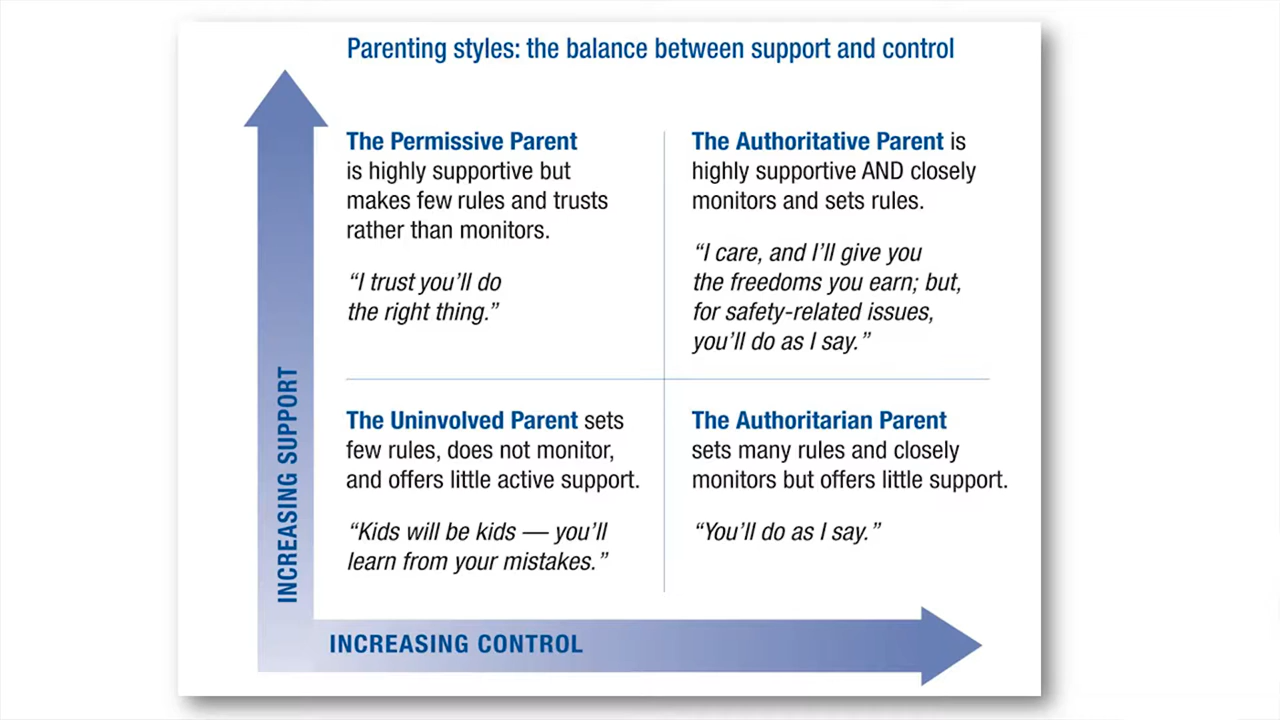 Parenting styles: the balance between support and control
The Permissive Parent
is highly supportive but
makes few rules and trusts
rather than monitors.
“I trust you’ll do
the right thing.”
The Authoritative Parent is
highly supportive AND closely
monitors and sets rules.
“I care, and I’ll give you
the freedoms you earn; but,
for safety-related issues,
you’ll do as I say.”
The Uninvolved Parent sets
few rules, does not monitor,
and offers little active support.
“Kids will be kids — you’ll
learn from your mistakes.”
The Authoritarian Parent
sets many rules and closely
monitors but offers little support.
“You’ll do as I say.”
INCREASING SUPPORT
INCREASING CONTROL